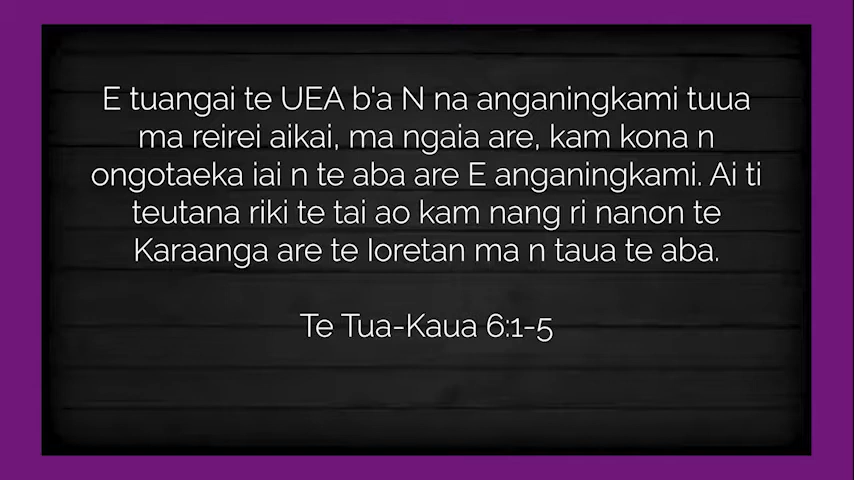 E tuangai te UEA b'a N na anganingkami tuua
ma reirei aikai, ma ngaia are, kam kona n
ongotaeka iai n te aba are E anganingkami. Ai ti
teutana riki te tai ao kam nang ri nanon te
Karaanga are te Ioretan ma n taua te aba.
Te Tua-Kaua 6:1-5